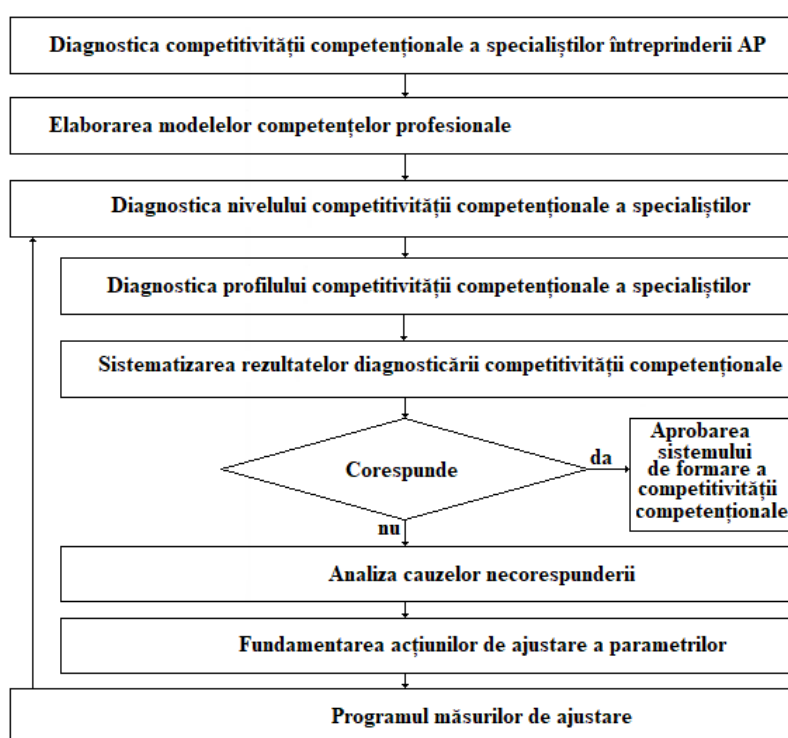 Diagnostica competitivității competenționale a specialiștilor întreprinderii AP
Elaborarea modelelor competențelor profesionale
Diagnostica nivelului competitivității competenționale a specialiștilor
Diagnostica profilului competitivității competenționale a specialiștilor
Sistematizarea rezultatelor diagnosticării competitivității competenționale
Corespunde
da
Aprobarea
sistemului
de formare a
competitivității
competenționale
nu
Analiza cauzelor necorespunderii
Fundamentarea acțiunilor de ajustare a parametrilor
Programul măsurilor de ajustare